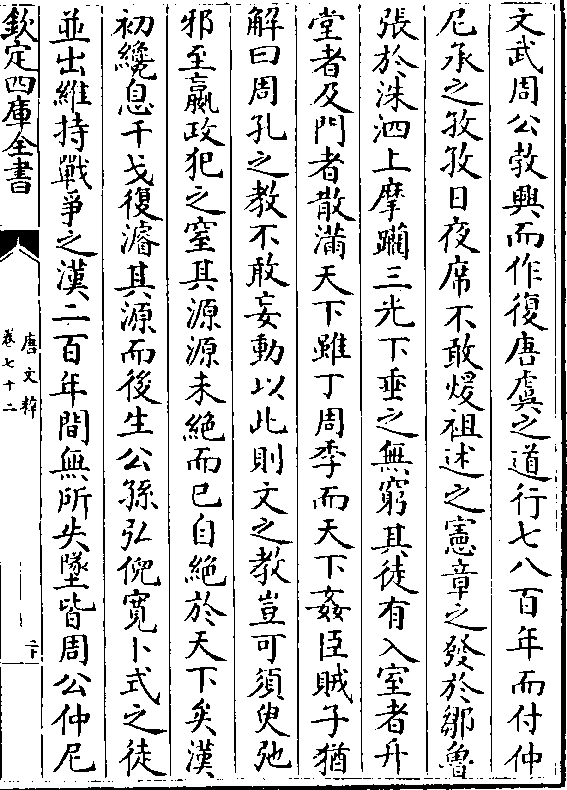 文武周公敎興而作復唐虞之道行七八百年而付仲
尼承之孜孜日夜席不敢煖祖述之憲章之發於鄒魯
張於洙泗上摩躝三光下垂之無窮其徒有入室者升
堂者及門者散滿天下雖丁周季而天下姦臣賊子猶
解曰周孔之教不敢妄動以此則文之教豈可須臾弛
邪至嬴政犯之窒其源源未絶而已自絶於天下矣漢
初纔息干戈復濬其源而後生公孫弘倪寛卜式之徒
並出維持戰爭之漢二百年間無所失墜皆周公仲尼
欽定四庫全書
唐文粹
卷七十二
二十